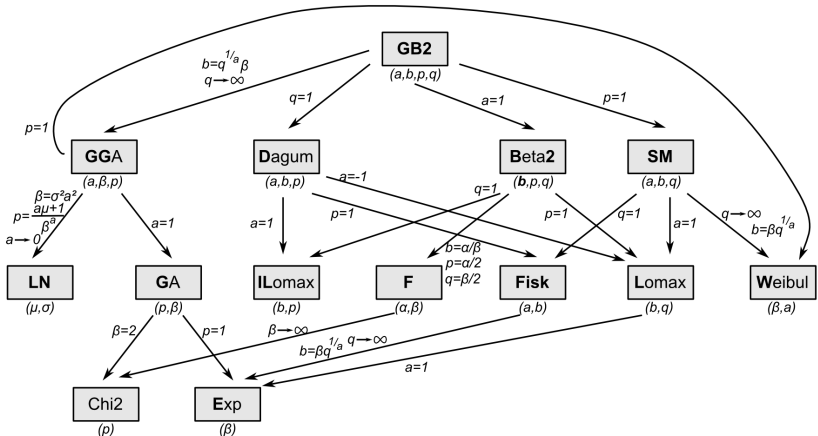 GB2
(a,b,p,q)
b=q^1/a β
q→∞
q=1
a=1
p=1
p=1
GGA
(a,β,p)
Dagum
(a,b,p)
Beta2
(b,p,q)
SM
(a,b,q)
β=σ²a²
p=aμ+1/β^a
a→0
a=1
a=-1
a=1
p=1
q=1
b=α/β
p=α/2
q=β/2
p=1
q=1
a=1
q→∞
b=βq^1/a
LN
(μ,σ)
GA
(p,β)
ILomax
(b,p)
F
(α,β)
Fisk
(a,b)
Lomax
(b,q)
Weibul
(β,a)
β=2
p=1
β→∞
b=βq^1/a q→∞
a=1
Chi2
(p)
Exp
(β)